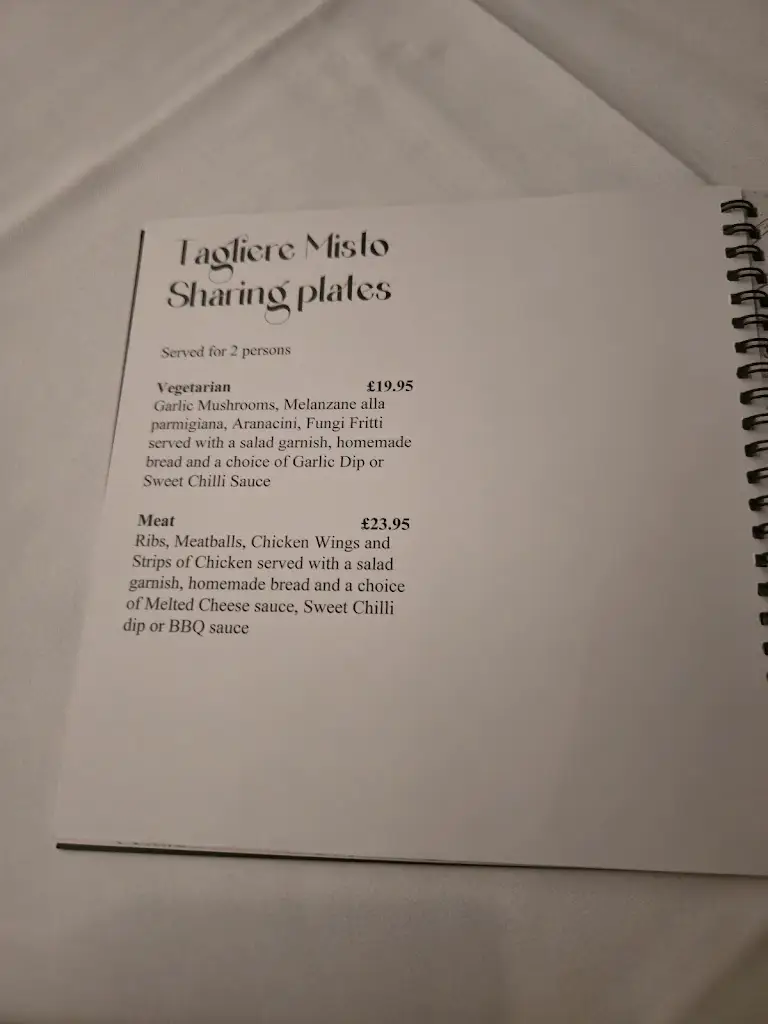 Tagliere Misto
Sharing plates
Served for 2 persons
Vegetarian £19.95
Garlic Mushrooms, Melanzane alla
parmigiana, Aranacini, Fungi Fritti
served with a salad garnish, homemade
bread and a choice of Garlic Dip or
Sweet Chilli Sauce
Meat £23.95
Ribs, Meatballs, Chicken Wings and
Strips of Chicken served with a salad
garnish, homemade bread and a choice
of Melted Cheese sauce, Sweet Chilli
dip or BBQ sauce